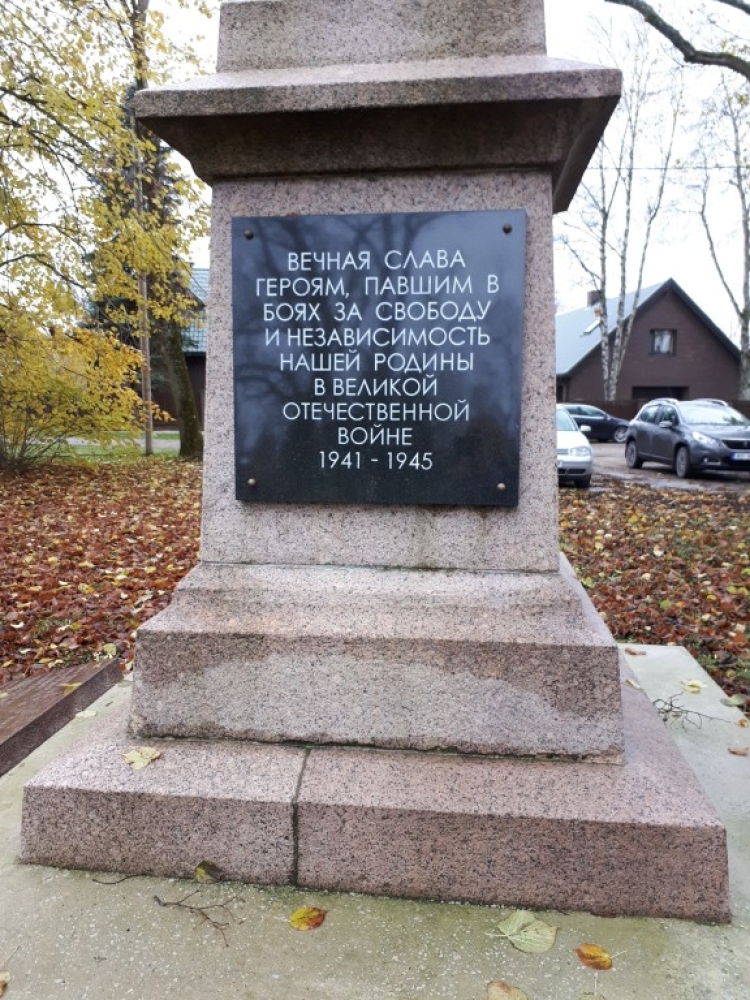 ВЕЧНАЯ СЛАВА
ГЕРОЯМ, ПАВШИМ В
БОЯХ ЗА СВОБОДУ
И НЕЗАВИСИМОСТЬ
НАШЕЙ РОДИНЫ
В ВЕЛИКОЙ
ОТЕЧЕСТВЕННОЙ
ВОЙНЕ
1941 - 1945